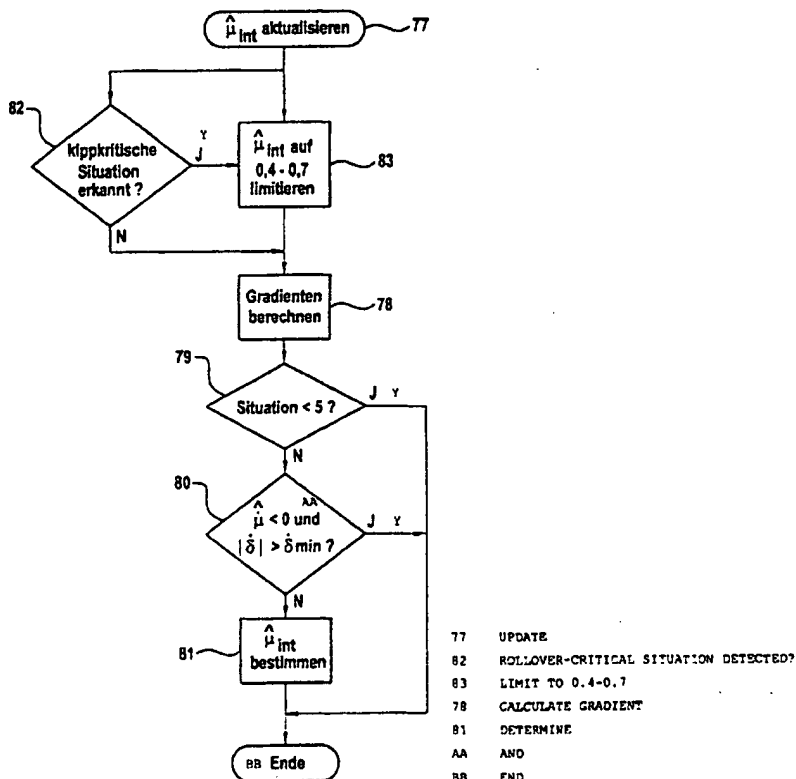 μ̂ int aktualisieren
77
82
kippkritische
Situation
erkannt ?
Y
J
μ̂ int auf
0,4 - 0,7
limitieren
83
N
Gradienten
berechnen
78
79
Situation < 5 ?
J Y
N
80
AA
μ̂̇ < 0 und
|δ̇| > δ̇ min ?
J Y
N
81
μ̂ int
bestimmen
BB Ende
77 UPDATE
82 ROLLOVER-CRITICAL SITUATION DETECTED?
83 LIMIT TO 0.4-0.7
78 CALCULATE GRADIENT
81 DETERMINE
AA AND
BB END